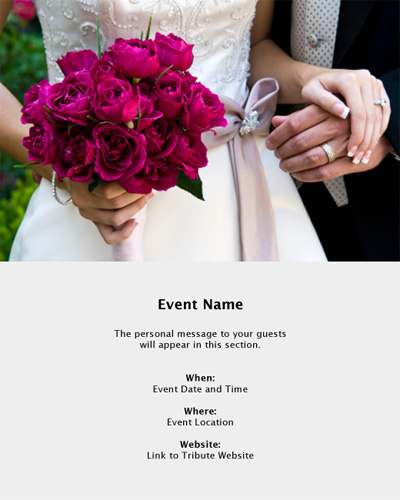 Event Name
The personal message to your guests
will appear in this section.
When:
Event Date and Time
Where:
Event Location
Website:
Link to Tribute Website